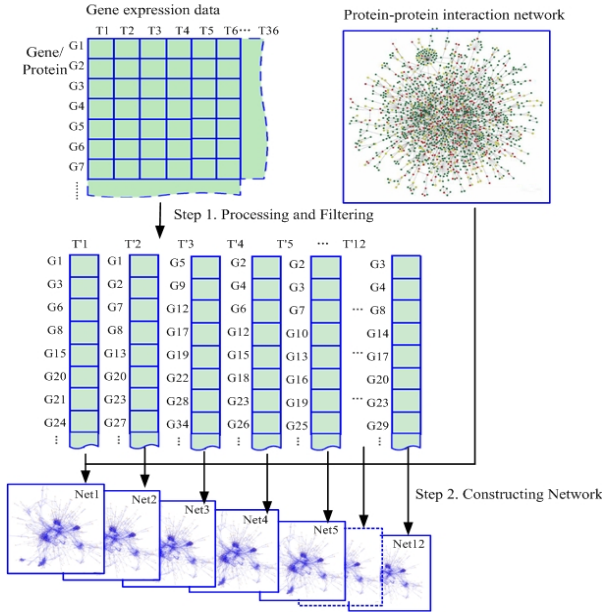 Gene expression data
Protein-protein interaction network
T1 T2 T3 T4 T5 T6 ... T36
Gene/
Protein
G1
G2
G3
G4
G5
G6
G7
...
Step 1. Processing and Filtering
T'1 T'2 T'3 T'4 T'5 ... T'12
G1 G1 G5 G2 G2 G3
G3 G2 G9 G4 G3 G4
G6 G7 G12 G6 G7 ... G8
G8 G8 G17 G12 G10 G14
G15 G13 G19 G15 G13 ... G17
G20 G20 G22 G18 G16 G20
G21 G23 G28 G23 G19 ... G23
G24 G27 G34 G26 G25 G29
... ... ... ... ... ...
Step 2. Constructing Network
Net1
Net2
Net3
Net4
Net5
Net12